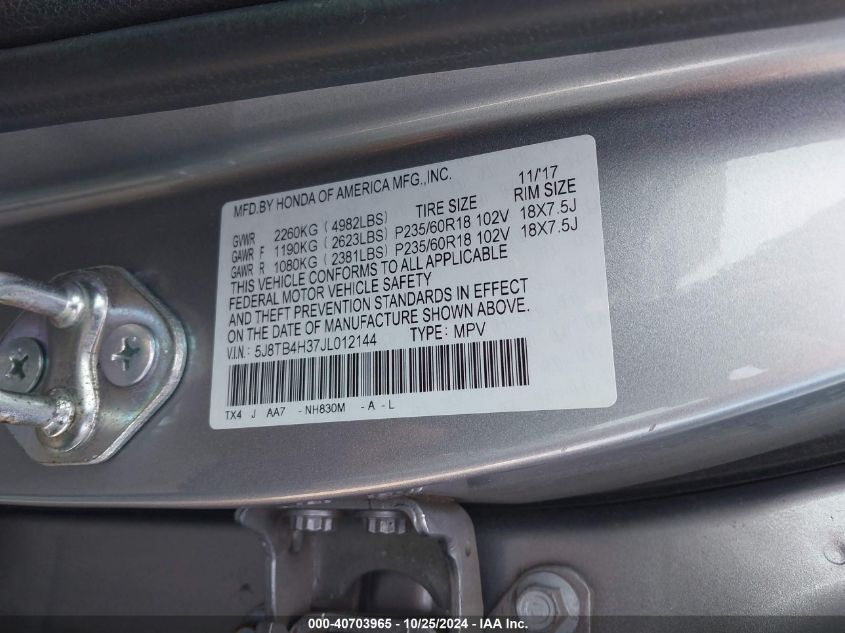 MFD.BY HONDA OF AMERICA MFG.,INC. 11/'17
TIRE SIZE RIM SIZE
GVWR 2260KG ( 4982LBS)
GAWR F 1190KG ( 2623LBS) P235/60R18 102V 18X7.5J
GAWR R 1080KG ( 2381LBS) P235/60R18 102V 18X7.5J
THIS VEHICLE CONFORMS TO ALL APPLICABLE
FEDERAL MOTOR VEHICLE SAFETY
AND THEFT PREVENTION STANDARDS IN EFFECT
ON THE DATE OF MANUFACTURE SHOWN ABOVE.
V.I.N.: 5J8TB4H37JL012144 TYPE: MPV
TX4 J AA7 - NH830M - A - L
000-40703965 - 10/25/2024 - IAA Inc.